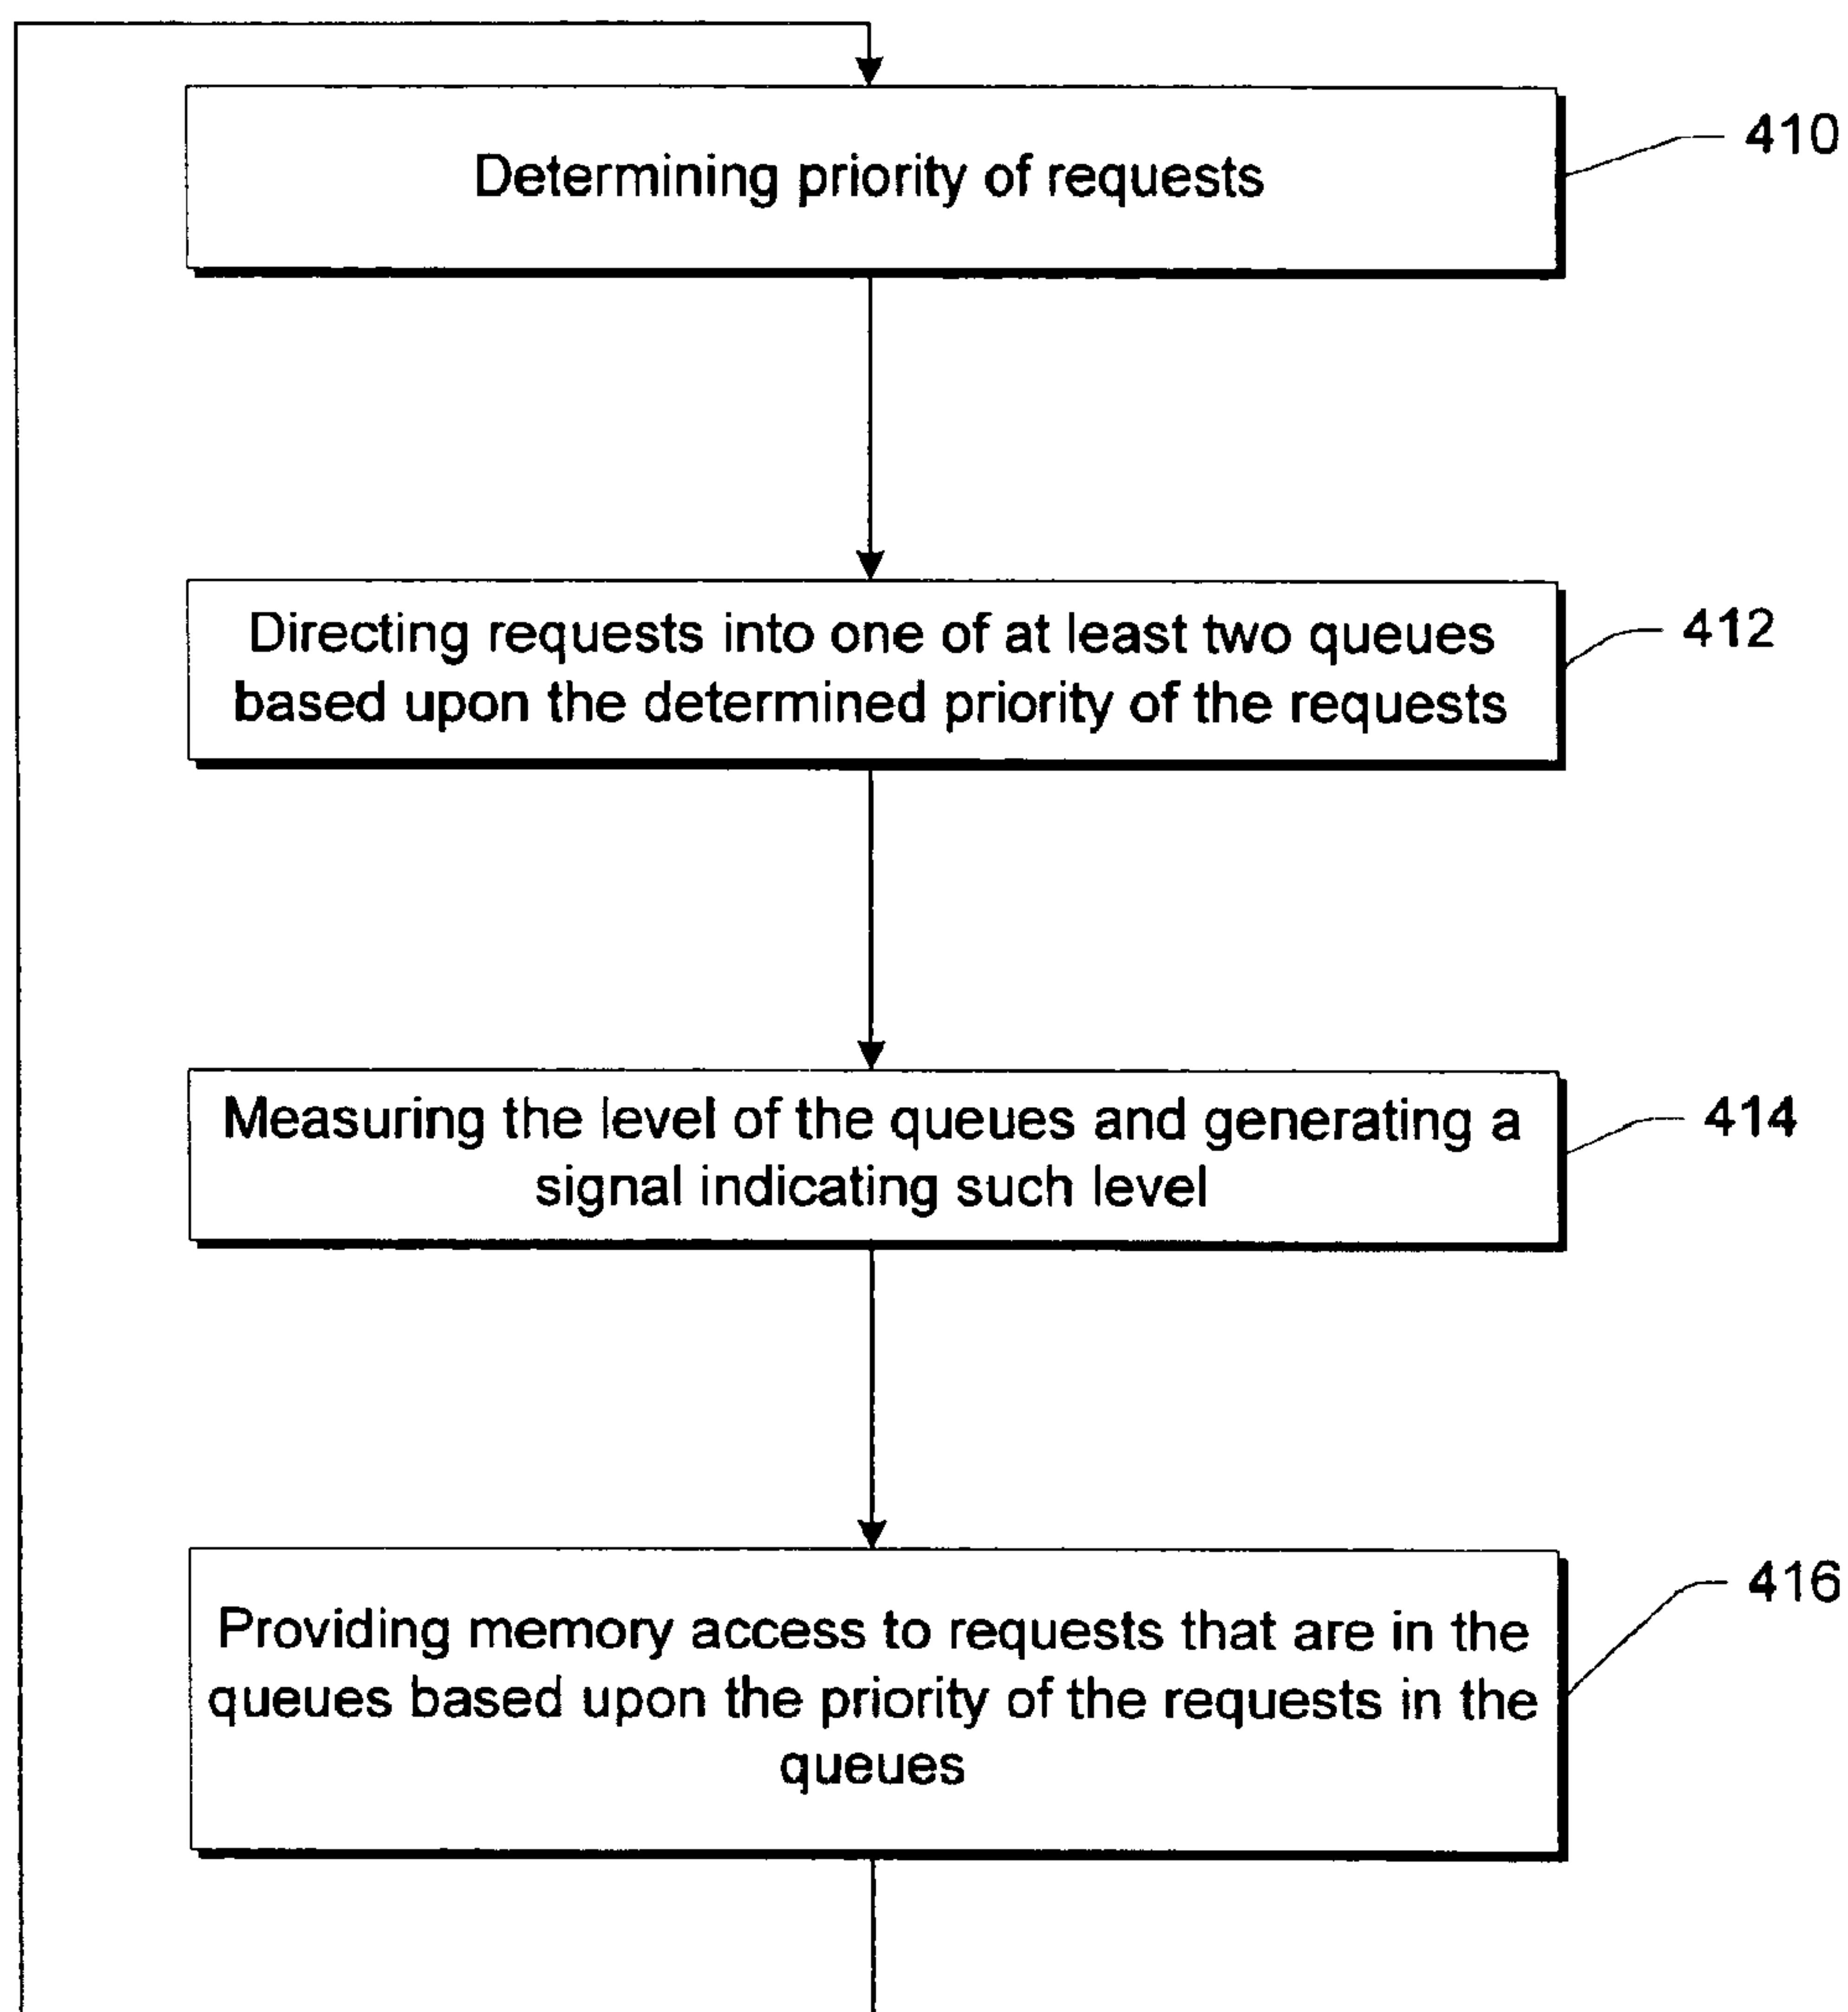 Determining priority of requests
410
Directing requests into one of at least two queues
based upon the determined priority of the requests
412
Measuring the level of the queues and generating a
signal indicating such level
414
Providing memory access to requests that are in the
queues based upon the priority of the requests in the
queues
416